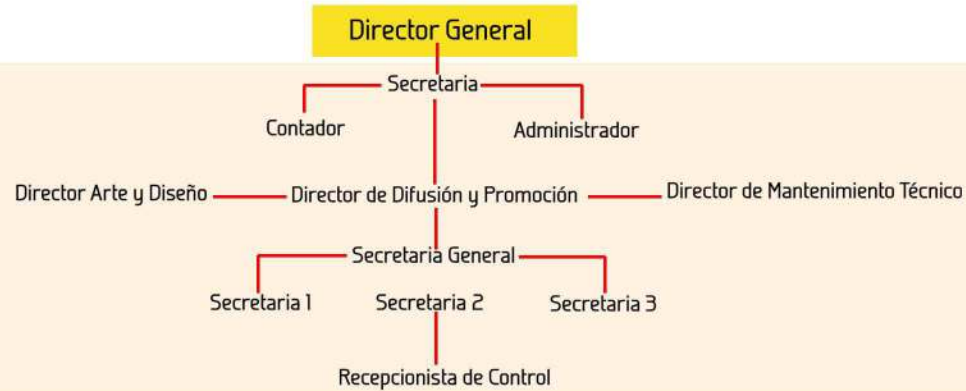 Director General
Secretaria
Contador
Administrador
Director Arte y Diseño
Director de Difusión y Promoción
Director de Mantenimiento Técnico
Secretaria General
Secretaria 1
Secretaria 2
Secretaria 3
Recepcionista de Control